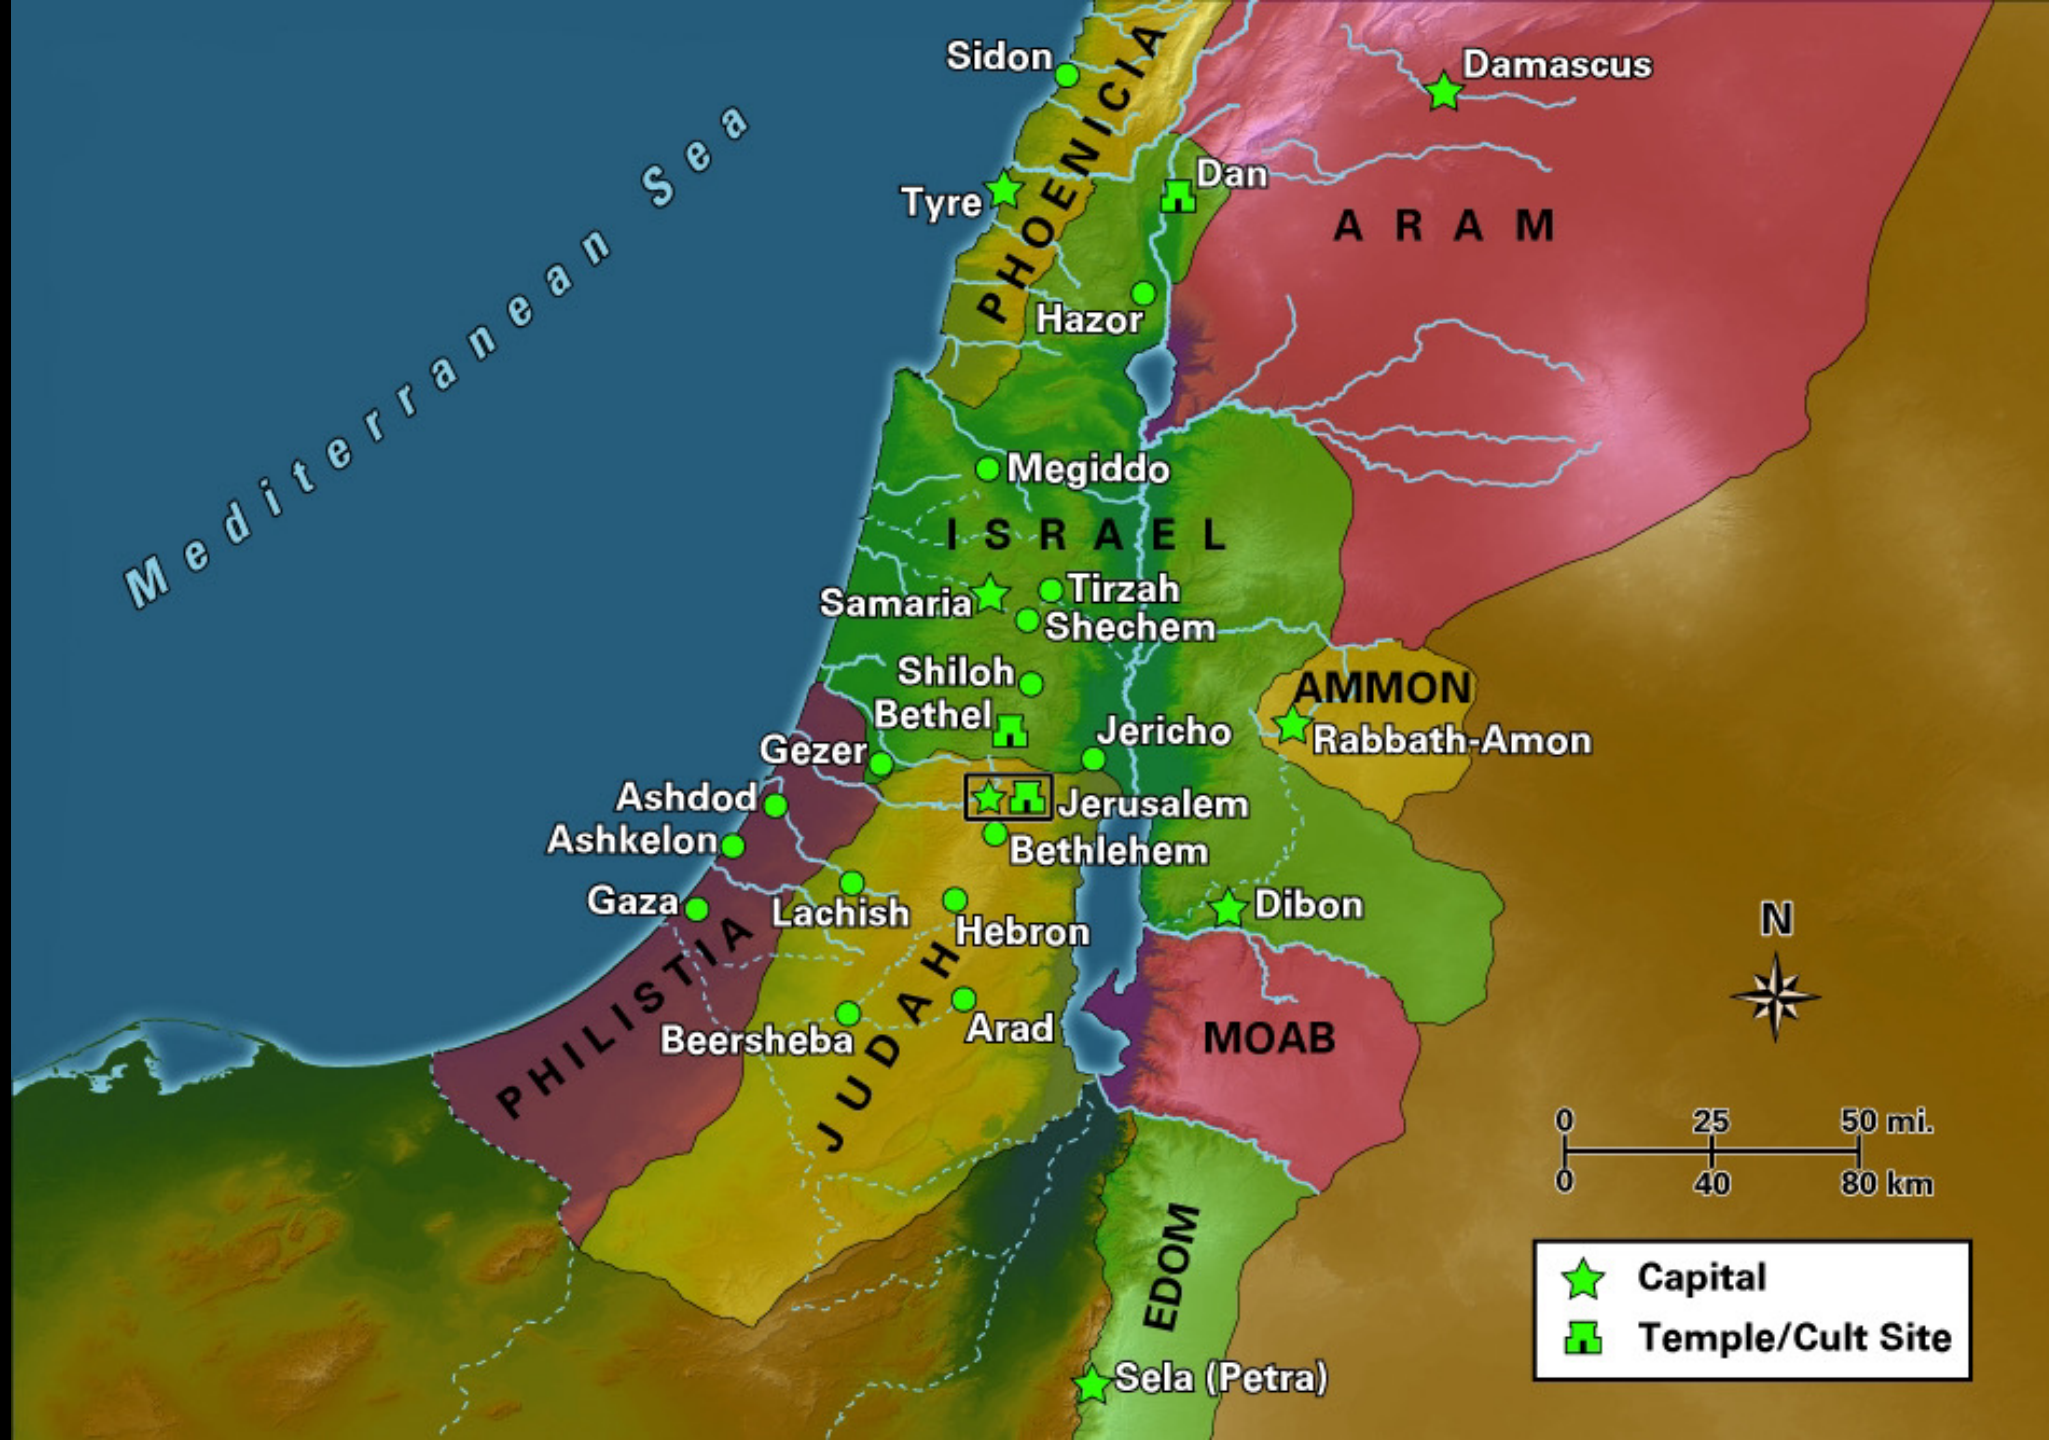 Sidon
PHOENICIA
Damascus
Mediterranean Sea
Tyre
Dan
ARAM
Hazor
Megiddo
ISRAEL
Samaria
Tirzah
Shechem
Shiloh
AMMON
Bethel
Jericho
Rabbath-Amon
Gezer
Ashdod
Jerusalem
Ashkelon
Bethlehem
Gaza
Lachish
Dibon
Hebron
PHILISTIA
JUDAH
N
Beersheba
Arad
MOAB
0 25 50 mi.
0 40 80 km
EDOM
Capital
Temple/Cult Site
Sela (Petra)